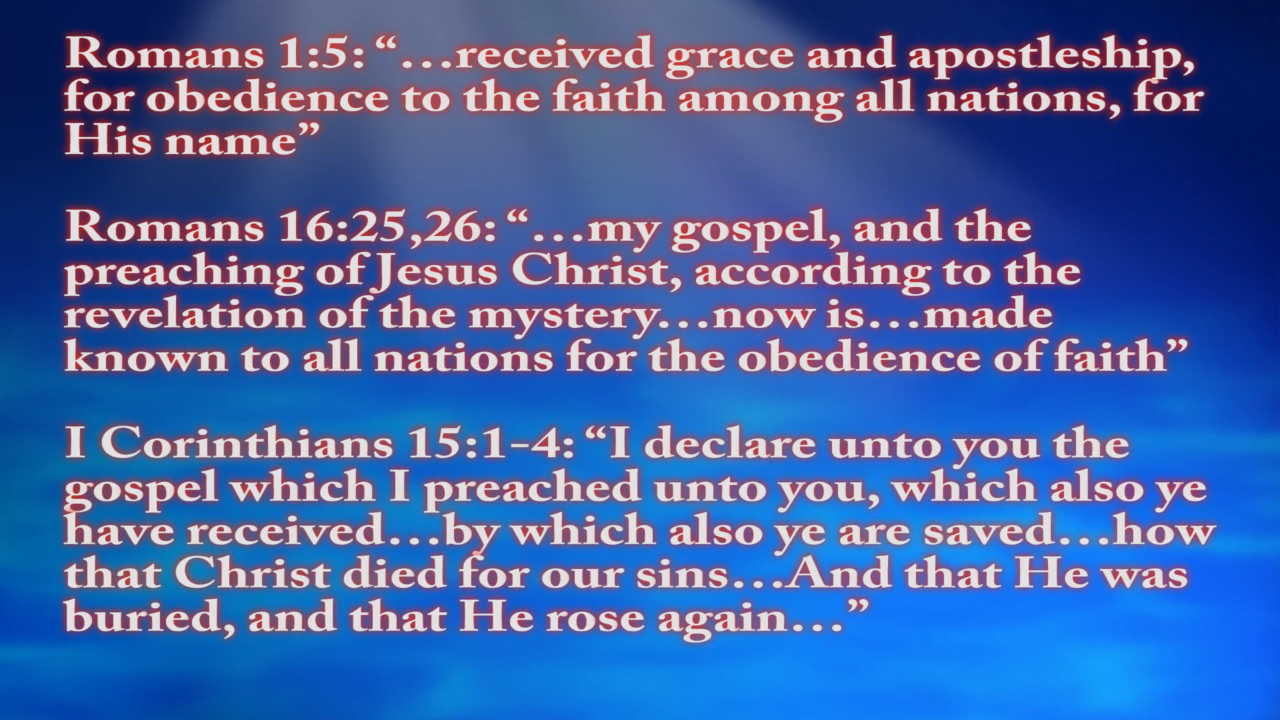 Romans 1:5: “…received grace and apostleship,
for obedience to the faith among all nations, for
His name”
Romans 16:25,26: “…my gospel, and the
preaching of Jesus Christ, according to the
revelation of the mystery…now is…made
known to all nations for the obedience of faith”
I Corinthians 15:1-4: “I declare unto you the
gospel which I preached unto you, which also ye
have received…by which also ye are saved…how
that Christ died for our sins…And that He was
buried, and that He rose again…”